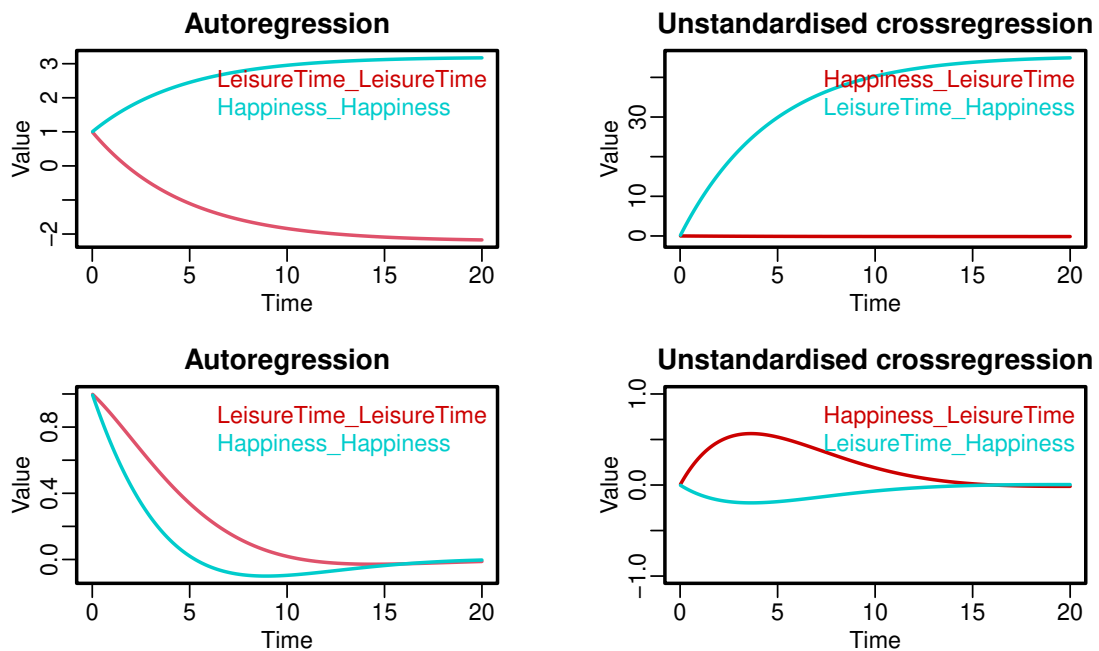 Autoregression
Value
3
2
1
0
−2
LeisureTime_LeisureTime
Happiness_Happiness
0 5 10 15 20
Time
Unstandardised crossregression
Value
30
10
0
Happiness_LeisureTime
LeisureTime_Happiness
0 5 10 15 20
Time
Autoregression
Value
0.8
0.4
0.0
LeisureTime_LeisureTime
Happiness_Happiness
0 5 10 15 20
Time
Unstandardised crossregression
Value
1.0
0.0
−1.0
Happiness_LeisureTime
LeisureTime_Happiness
0 5 10 15 20
Time